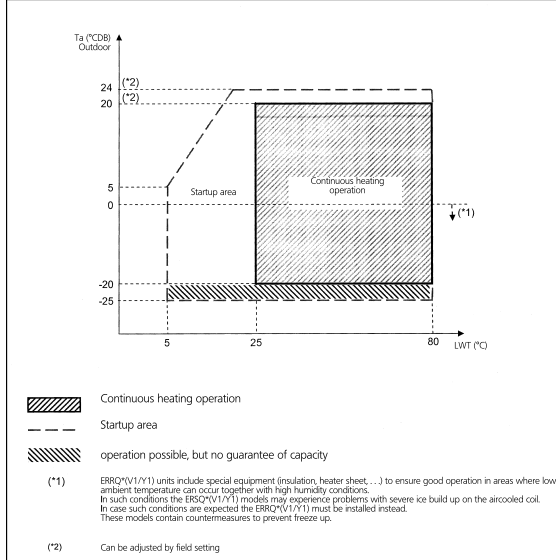 Ta (°CDB)
Outdoor
24 (*2)
20 (*2)
5
0
-20
-25
Startup area
Continuous heating
operation
(*1)
5 25 80
LWT (°C)
Continuous heating operation
Startup area
operation possible, but no guarantee of capacity
(*1) ERRQ*(V1/Y1) units include special equipment (insulation, heater sheet, . . .) to ensure good operation in areas where low
ambient temperature can occur together with high humidity conditions.
In such conditions the ERSQ*(V1/Y1) models may experience problems with severe ice build up on the aircooled coil.
In case such conditions are expected the ERRQ*(V1/Y1) must be installed instead.
These models contain countermeasures to prevent freeze up.
(*2) Can be adjusted by field setting